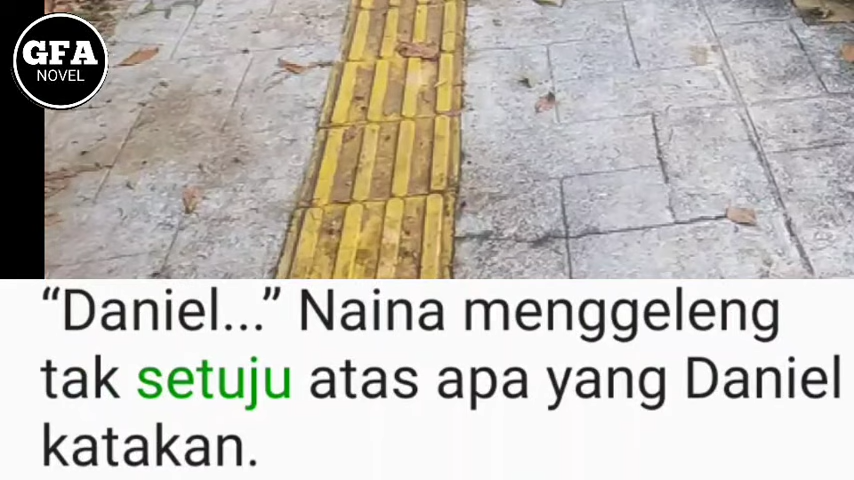 GFA
NOVEL
“Daniel...” Naina menggeleng
tak setuju atas apa yang Daniel
katakan.